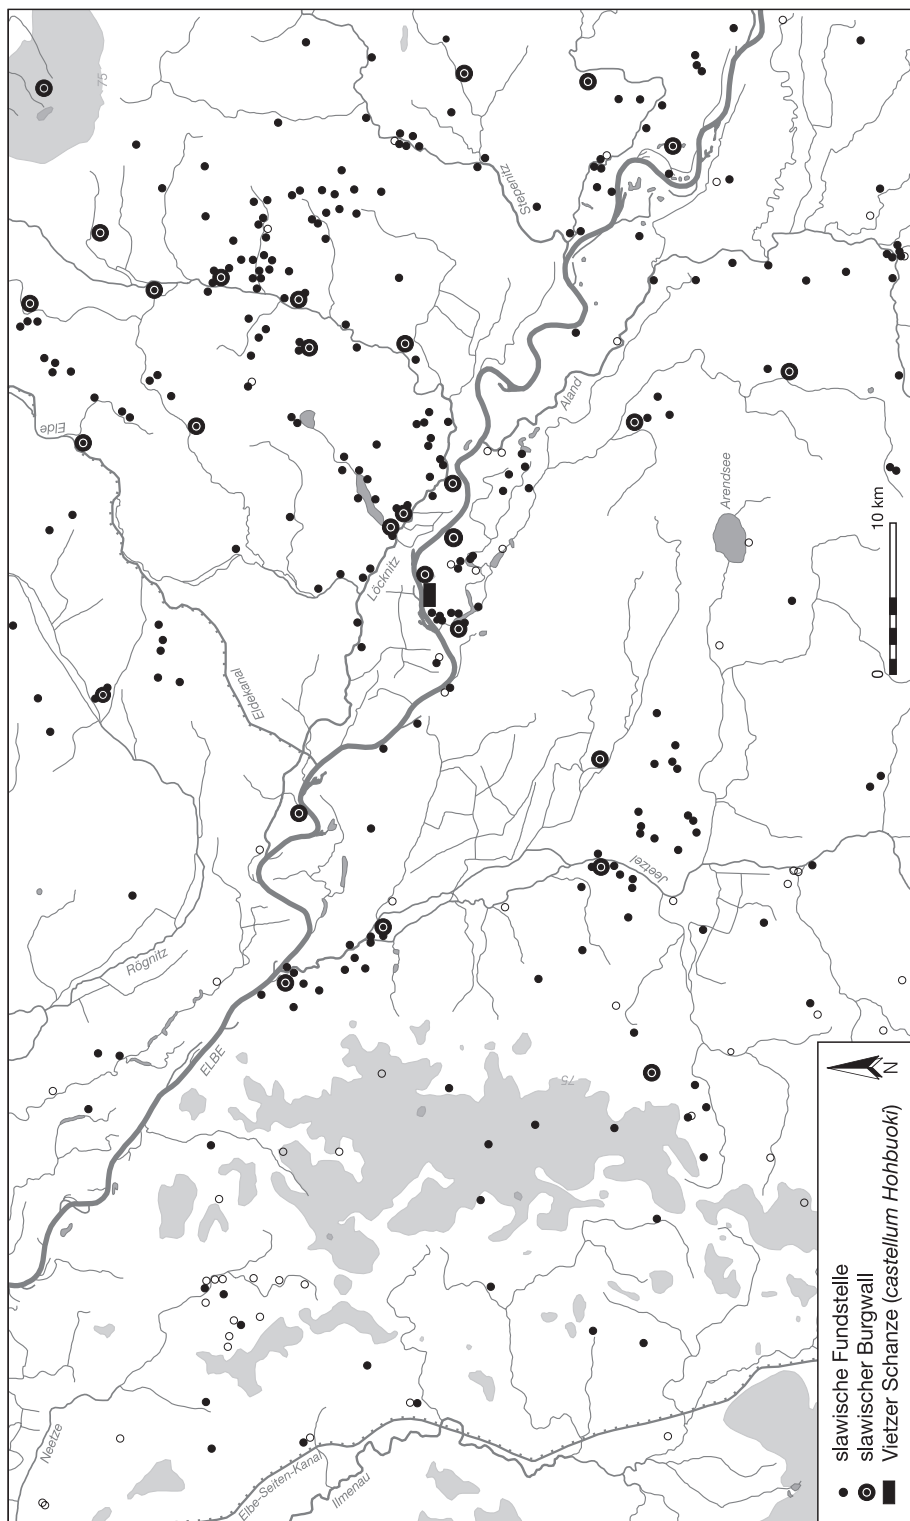 75
Elde
Stepenitz
Aland
Löcknitz
Eldekanal
Arendsee
0
10 km
Jeetzel
Rögnitz
ELBE
75
Neetze
Elbe-Seiten-Kanal
Ilmenau
N
slawische Fundstelle
slawischer Burgwall
Vietzer Schanze (castellum Hohbuoki)